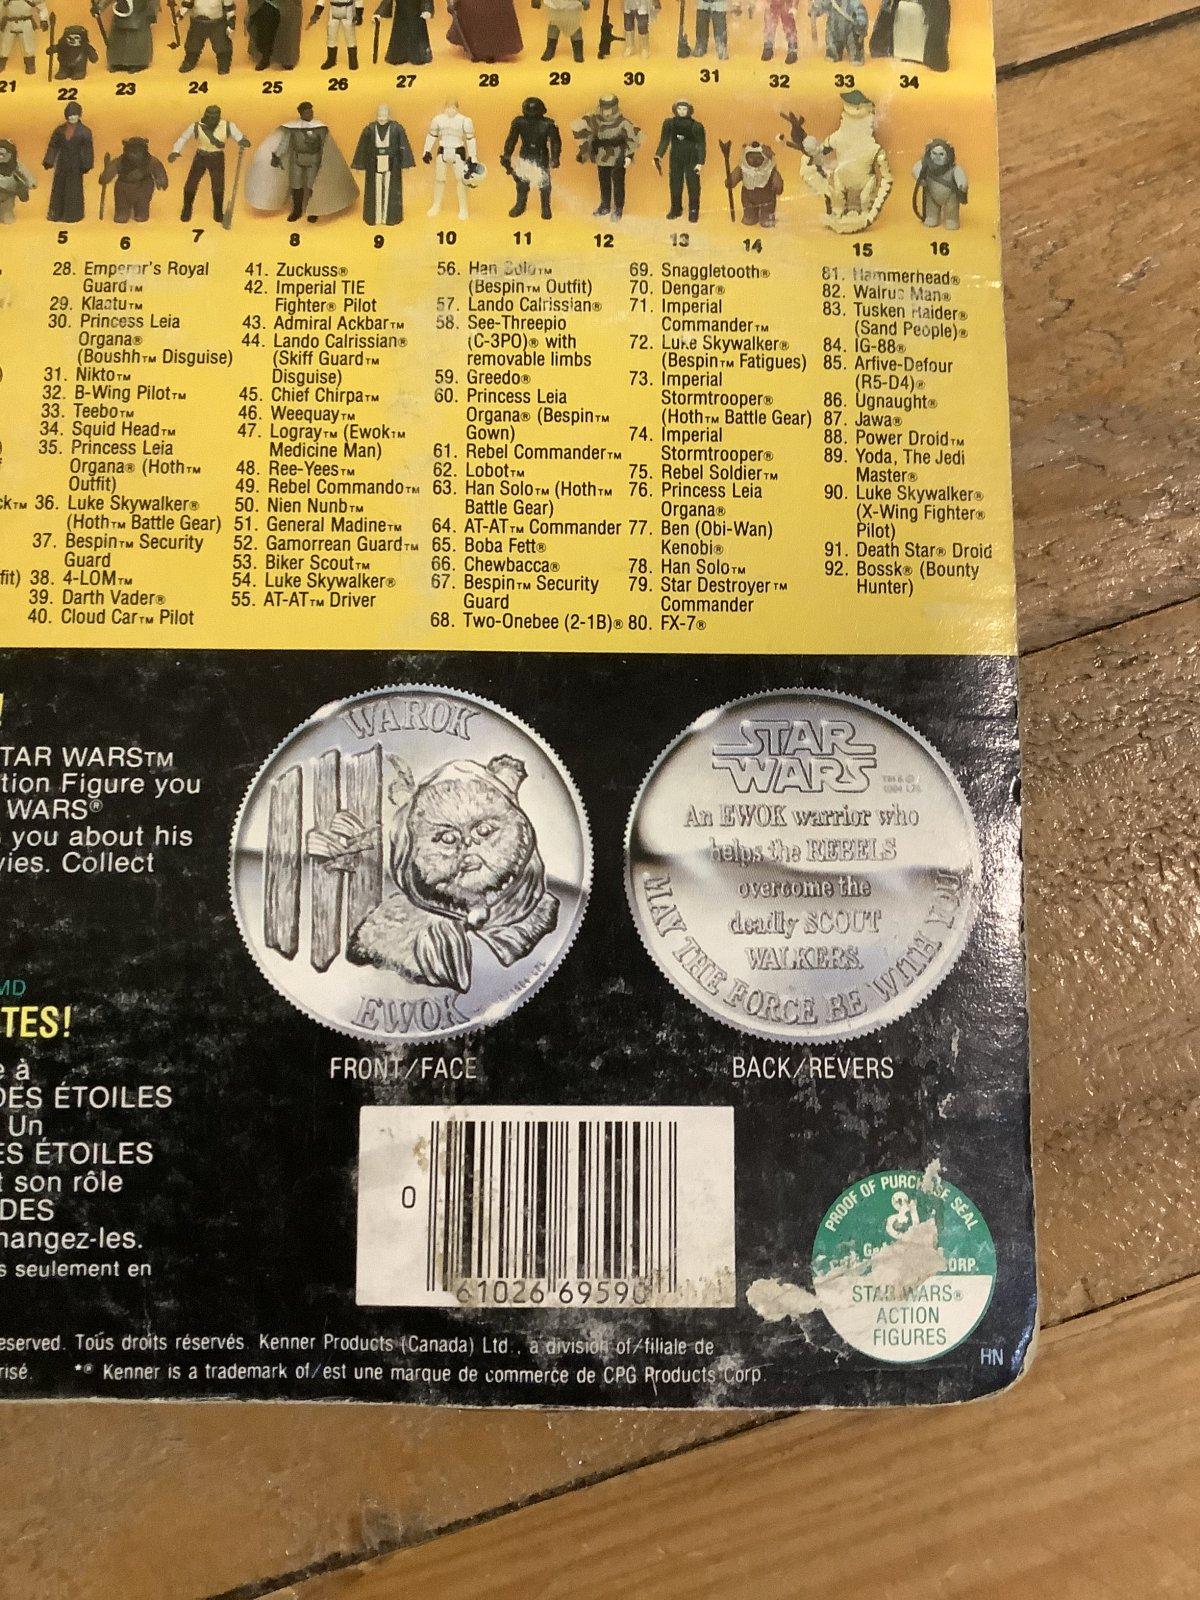 21 22 23 24 25 26 27 28 29 30 31 32 33 34
5 6 7 8 9 10 11 12 13 14 15 16
28. Emperor's Royal
Guard™
29. Klaatu™
30. Princess Leia
Organa®
(Boushh™ Disguise)
31. Nikto™
32. B-Wing Pilot™
33. Teebo™
34. Squid Head™
35. Princess Leia
Organa® (Hoth™
Outfit)
36. Luke Skywalker®
(Hoth™ Battle Gear)
37. Bespin™ Security
Guard
38. 4-LOM™
39. Darth Vader®
40. Cloud Car™ Pilot
41. Zuckuss®
42. Imperial TIE
Fighter® Pilot
43. Admiral Ackbar™
44. Lando Calrissian®
(Skiff Guard™
Disguise)
45. Chief Chirpa™
46. Weequay™
47. Logray™ (Ewok™
Medicine Man)
48. Ree-Yees™
49. Rebel Commando™
50. Nien Nunb™
51. General Madine™
52. Gamorrean Guard™
53. Biker Scout™
54. Luke Skywalker®
55. AT-AT™ Driver
56. Han Solo™
(Bespin™ Outfit)
57. Lando Calrissian®
58. See-Threepio
(C-3PO)® with
removable limbs
59. Greedo®
60. Princess Leia
Organa® (Bespin™
Gown)
61. Rebel Commander™
62. Lobot™
63. Han Solo™ (Hoth™
Battle Gear)
64. AT-AT™ Commander
65. Boba Fett®
66. Chewbacca®
67. Bespin™ Security
Guard
68. Two-Onebee (2-1B)®
69. Snaggletooth®
70. Dengar®
71. Imperial
Commander™
72. Luke Skywalker®
(Bespin™ Fatigues)
73. Imperial
Stormtrooper®
(Hoth™ Battle Gear)
74. Imperial
Stormtrooper®
75. Rebel Soldier™
76. Princess Leia
Organa®
77. Ben (Obi-Wan)
Kenobi®
78. Han Solo™
79. Star Destroyer™
Commander
80. FX-7®
81. Hammerhead®
82. Walrus Man®
83. Tusken Raider®
(Sand People)®
84. IG-88®
85. Arfive-Defour
(R5-D4)®
86. Ugnaught®
87. Jawa®
88. Power Droid™
89. Yoda, The Jedi
Master®
90. Luke Skywalker®
(X-Wing Fighter®
Pilot)
91. Death Star® Droid
92. Bossk® (Bounty
Hunter)
!
TAR WARS™
tion Figure you
WARS®
you about his
vies. Collect
MD
TES!
e à
DES ÉTOILES
Un
ES ÉTOILES
t son rôle
DES
hangez-les.
s seulement en
WAROK
EWOK
FRONT/FACE
STAR
WARS
An EWOK warrior who
helps the REBELS
overcome the
deadly SCOUT
WALKERS.
MAY THE FORCE BE WITH YOU
BACK/REVERS
0 61026 69590
PROOF OF PURCHASE SEAL
CORP.
STAR WARS®
ACTION
FIGURES
HN
eserved. Tous droits réservés. Kenner Products (Canada) Ltd., a division of/filiale de
risé. *® Kenner is a trademark of/est une marque de commerce de CPG Products Corp.